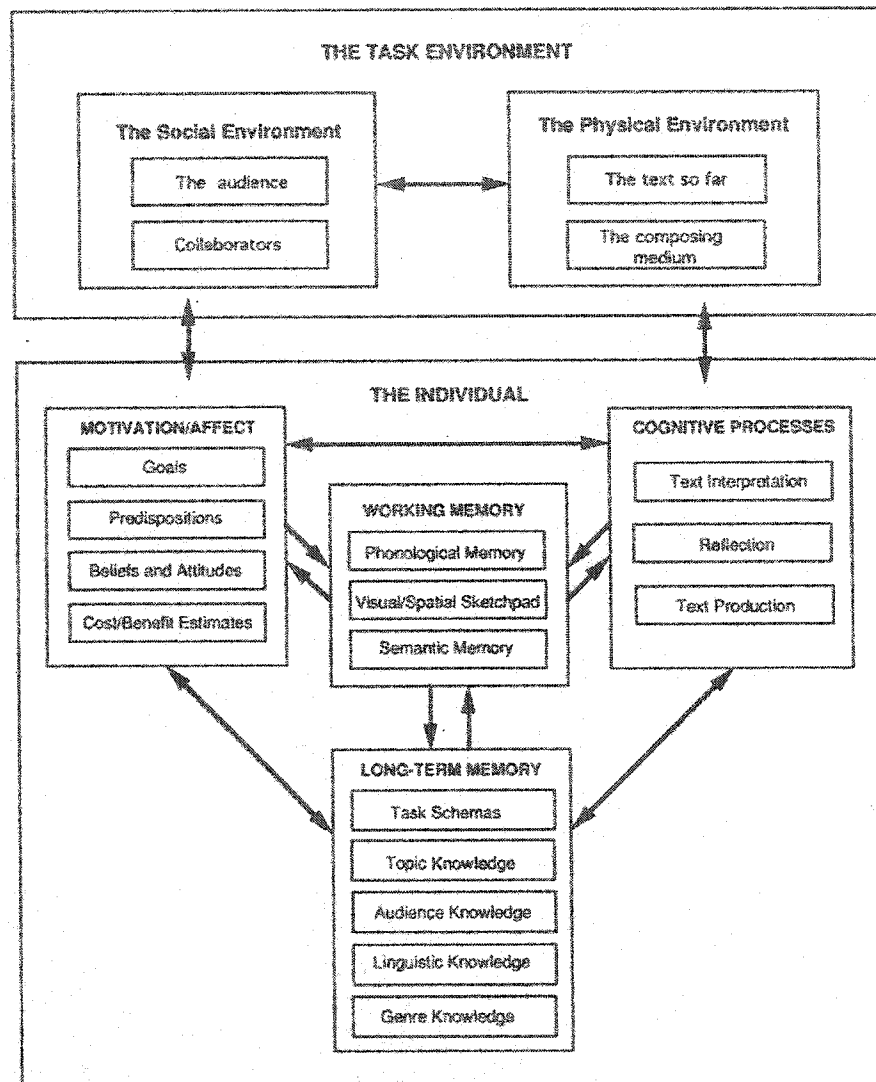 THE TASK ENVIRONMENT
The Social Environment
The audience
Collaborators
The Physical Environment
The text so far
The composing
medium
THE INDIVIDUAL
MOTIVATION/AFFECT
Goals
Predispositions
Beliefs and Attitudes
Cost/Benefit Estimates
WORKING MEMORY
Phonological Memory
Visual/Spatial Sketchpad
Semantic Memory
COGNITIVE PROCESSES
Text Interpretation
Reflection
Text Production
LONG-TERM MEMORY
Task Schemas
Topic Knowledge
Audience Knowledge
Linguistic Knowledge
Genre Knowledge